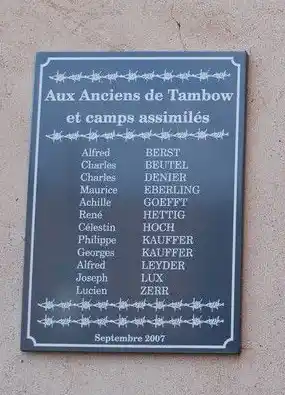 Aux Anciens de Tambow
et camps assimilés
Alfred BERST
Charles BEUTEL
Charles DENIER
Maurice EBERLING
Achille GOEFFT
René HETTIG
Célestin HOCH
Philippe KAUFFER
Georges KAUFFER
Alfred LEYDER
Joseph LUX
Lucien ZERR
Septembre 2007